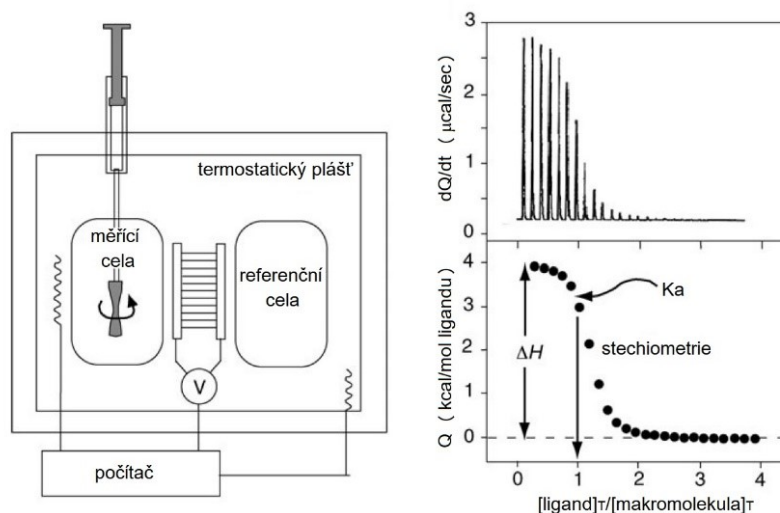 termostatický plášť
měřící
cela
referenční
cela
V
počítač
dQ/dt ( μcal/sec)
3
2
1
0
Q ( kcal/mol ligandu)
4
3
2
1
0
ΔH
Ka
stechiometrie
0 1 2 3 4
[ligand]T/[makromolekula]T